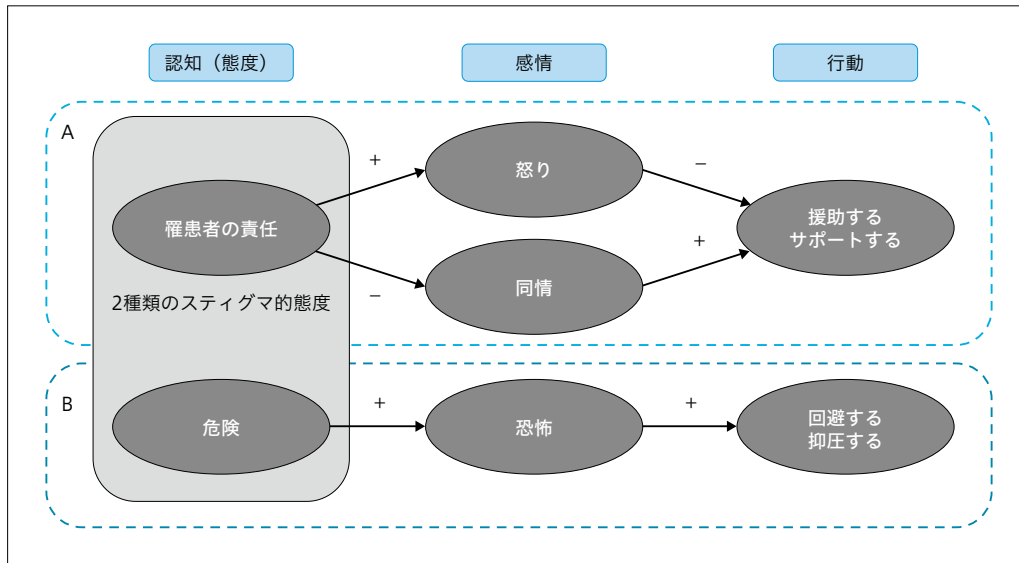 認知（態度）
感情
行動
A
+
怒り
−
罹患者の責任
援助する
サポートする
−
同情
+
2種類のスティグマ的態度
B
危険
+
恐怖
+
回避する
抑圧する